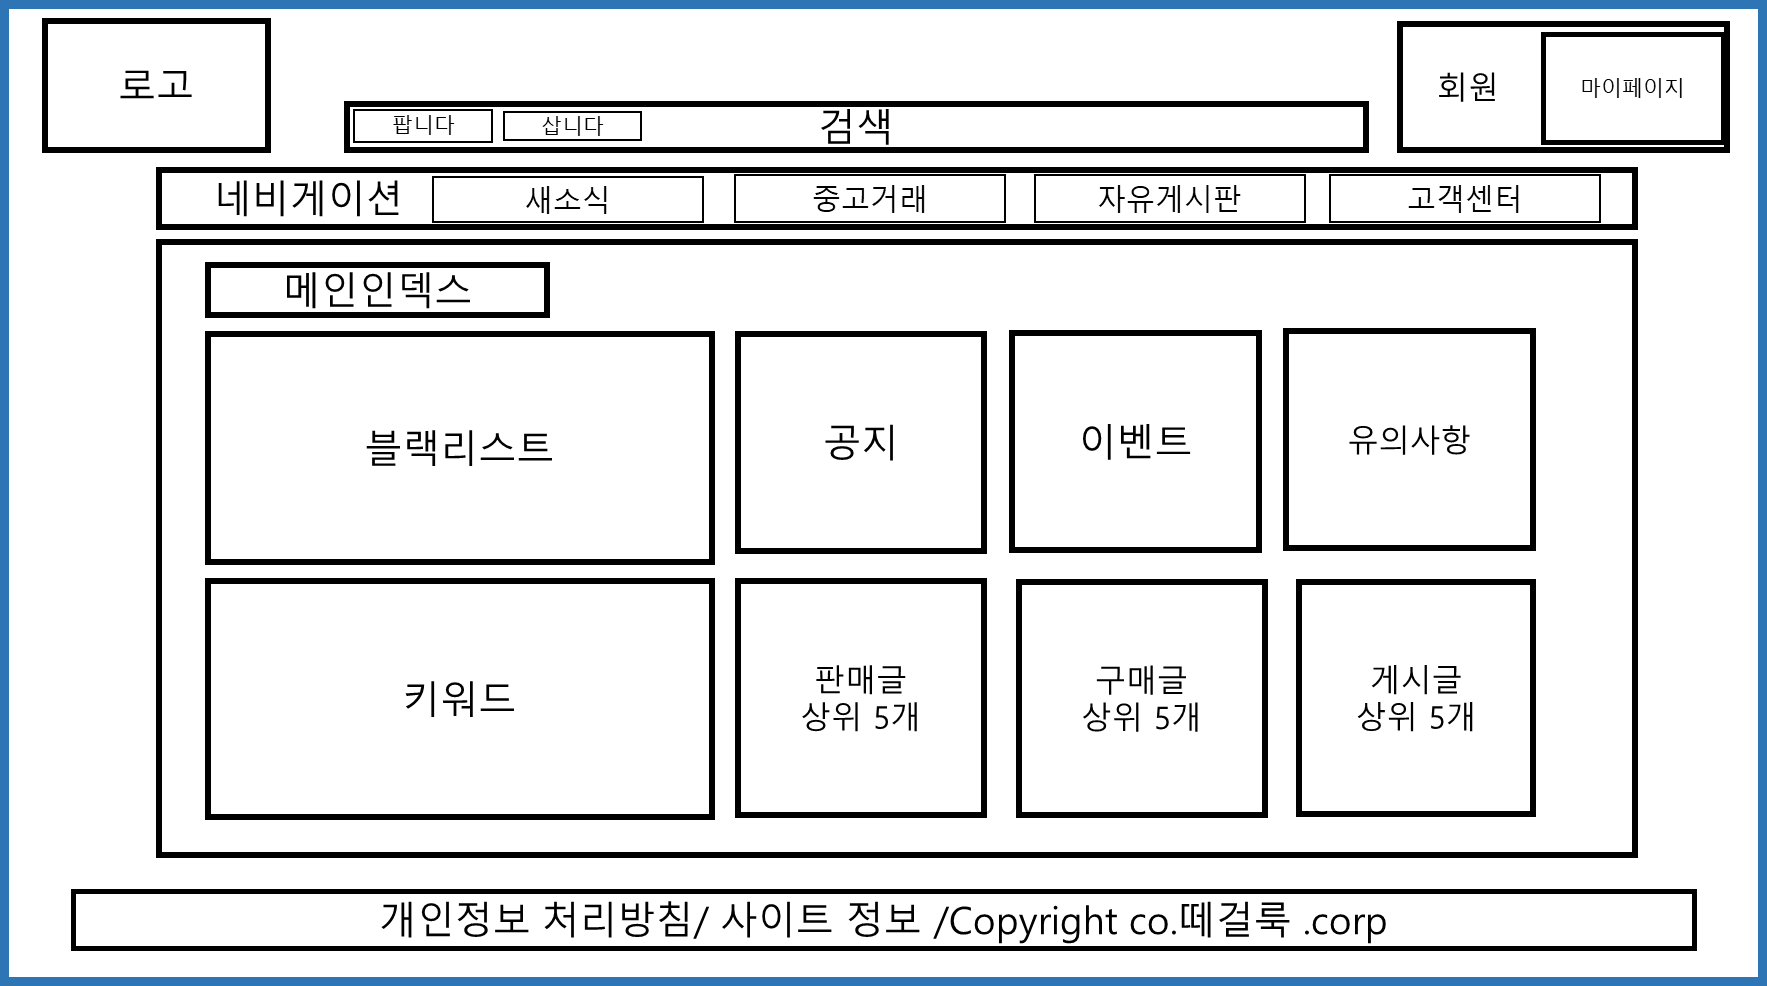 로고
회원
마이페이지
팝니다
삽니다
검색
네비게이션
새소식
중고거래
자유게시판
고객센터
메인인덱스
블랙리스트
공지
이벤트
유의사항
키워드
판매글
상위 5개
구매글
상위 5개
게시글
상위 5개
개인정보 처리방침/ 사이트 정보 /Copyright co.떼걸룩 .corp